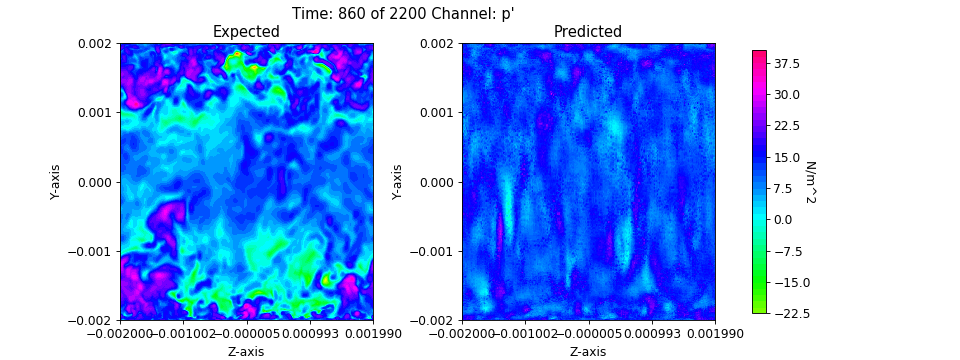 Time: 860 of 2200 Channel: p'
Expected
Predicted
0.002
0.001
0.000
−0.001
−0.002
Y-axis
−0.002000 −0.001002 −0.000005 0.000993 0.001990
Z-axis
0.002
0.001
0.000
−0.001
−0.002
Y-axis
−0.002000 −0.001002 −0.000005 0.000993 0.001990
Z-axis
37.5
30.0
22.5
15.0
7.5
0.0
−7.5
−15.0
−22.5
N/m^2